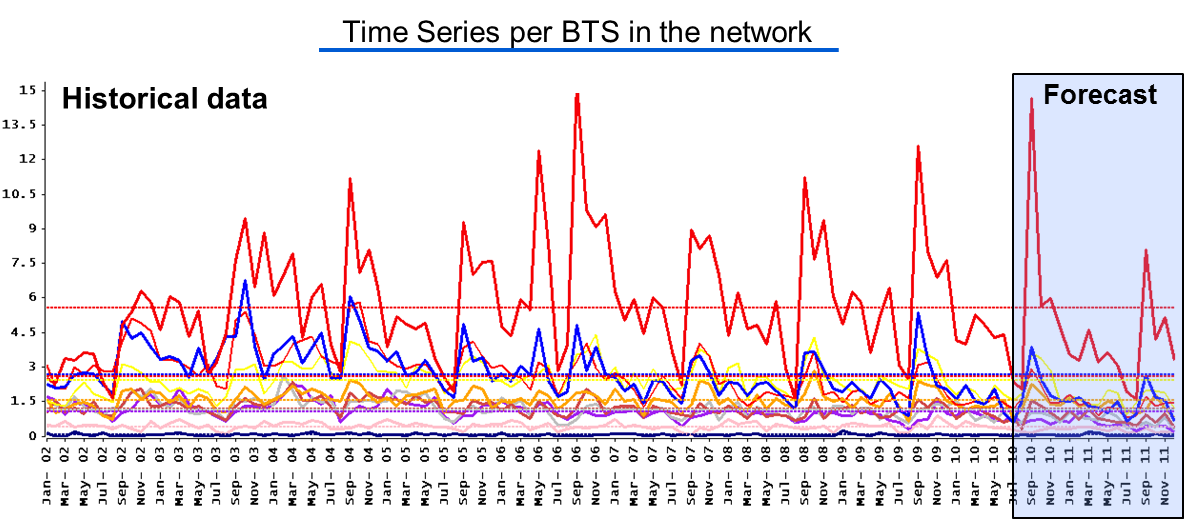 Time Series per BTS in the network
Historical data
Forecast
15
13.5
12
10.5
9
7.5
6
4.5
3
1.5
0
Jan- 02
Mar- 02
May- 02
Jul- 02
Sep- 02
Nov- 02
Jan- 03
Mar- 03
May- 03
Jul- 03
Sep- 03
Nov- 03
Jan- 04
Mar- 04
May- 04
Jul- 04
Sep- 04
Nov- 04
Jan- 05
Mar- 05
May- 05
Jul- 05
Sep- 05
Nov- 05
Jan- 06
Mar- 06
May- 06
Jul- 06
Sep- 06
Nov- 06
Jan- 07
Mar- 07
May- 07
Jul- 07
Sep- 07
Nov- 07
Jan- 08
Mar- 08
May- 08
Jul- 08
Sep- 08
Nov- 08
Jan- 09
Mar- 09
May- 09
Jul- 09
Sep- 09
Nov- 09
Jan- 10
Mar- 10
May- 10
Jul- 10
Sep- 10
Nov- 10
Jan- 11
Mar- 11
May- 11
Jul- 11
Sep- 11
Nov- 11